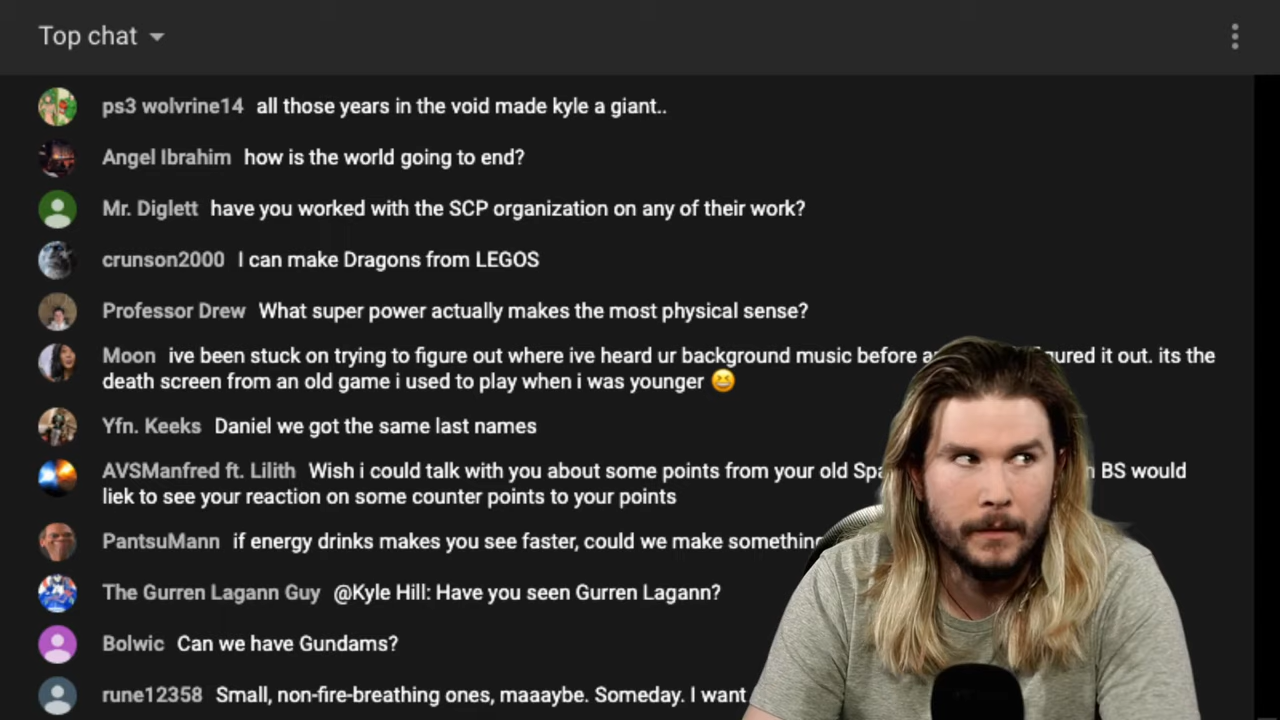 Top chat
ps3 wolvrine14 all those years in the void made kyle a giant..
Angel Ibrahim how is the world going to end?
Mr. Diglett have you worked with the SCP organization on any of their work?
crunson2000 I can make Dragons from LEGOS
Professor Drew What super power actually makes the most physical sense?
Moon ive been stuck on trying to figure out where ive heard ur background music before it out. its the
death screen from an old game i used to play when i was younger 😆
Yfn. Keeks Daniel we got the same last names
AVSManfred ft. Lilith Wish i could talk with you about some points from your old BS would
liek to see your reaction on some counter points to your points
PantsuMann if energy drinks makes you see faster, could we make something
The Gurren Lagann Guy @Kyle Hill: Have you seen Gurren Lagann?
Bolwic Can we have Gundams?
rune12358 Small, non-fire-breathing ones, maaaybe. Someday. I want